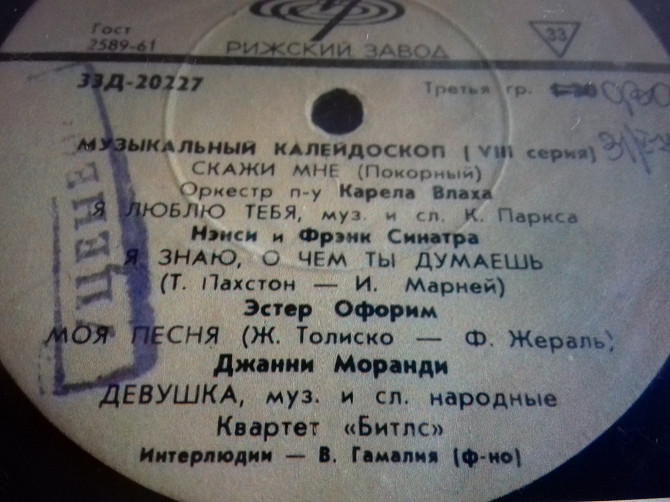 Гост
2589-61
РИЖСКИЙ ЗАВОД
33
33Д-20227
Третья гр.
МУЗЫКАЛЬНЫЙ КАЛЕЙДОСКОП (VIII серия)
СКАЖИ МНЕ (Покорный)
Оркестр п-у Карела Влаха
Я ЛЮБЛЮ ТЕБЯ, муз. и сл. К. Паркса
Нэнси и Фрэнк Синатра
Я ЗНАЮ, О ЧЕМ ТЫ ДУМАЕШЬ
(Т. Пахстон — И. Марней)
Эстер Офорим
МОЯ ПЕСНЯ (Ж. Толиско — Ф. Жераль)
Джанни Моранди
ДЕВУШКА, муз. и сл. народные
Квартет «Битлс»
Интерлюдии — В. Гамалия (ф-но)
УЦЕНЕ